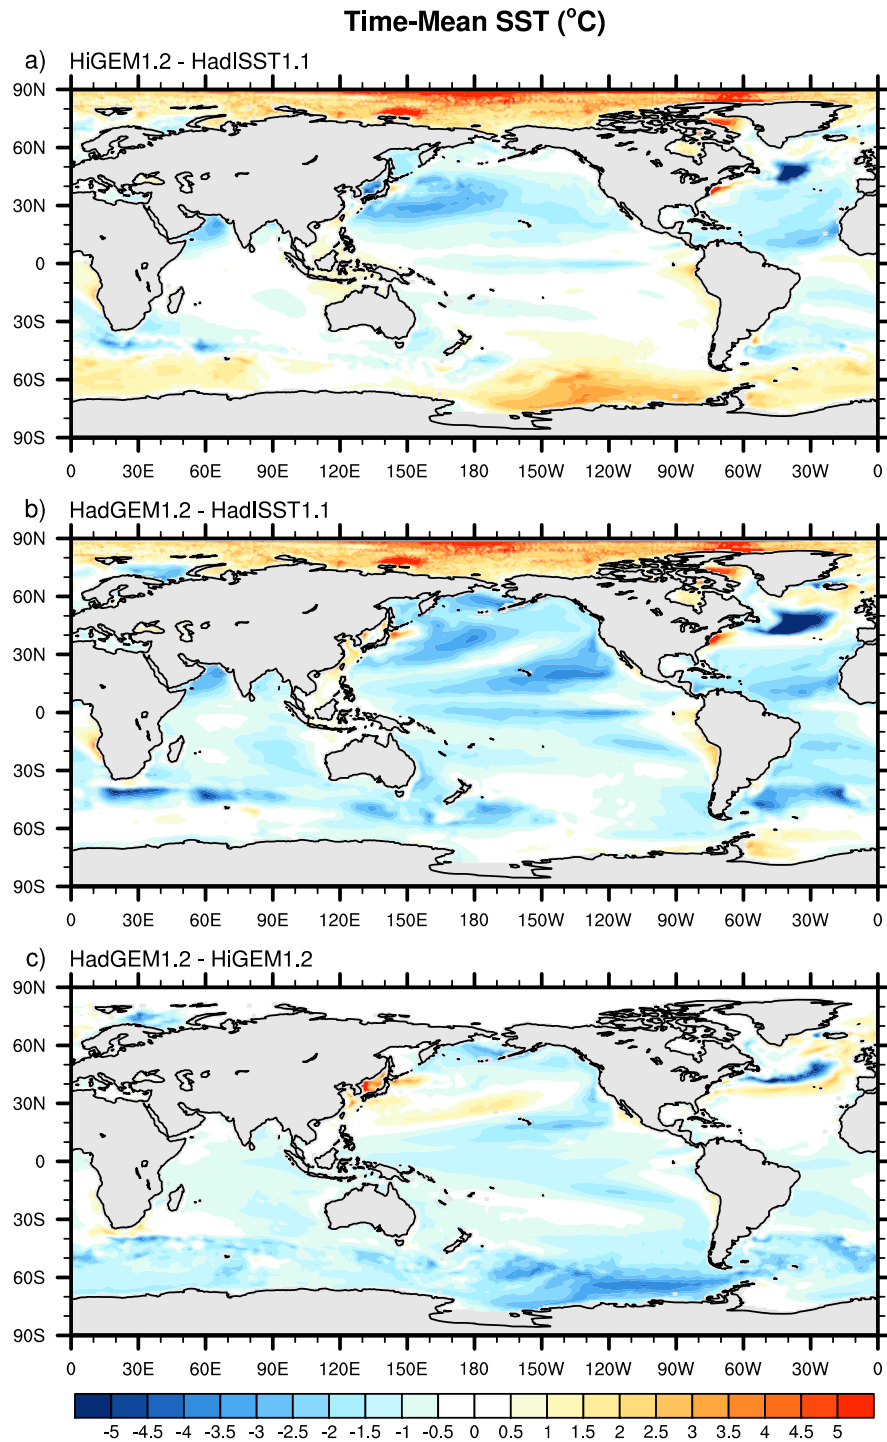 Time-Mean SST (°C)
a) HiGEM1.2 - HadISST1.1
90N
60N
30N
0
30S
60S
90S
0 30E 60E 90E 120E 150E 180 150W 120W 90W 60W 30W 0
b) HadGEM1.2 - HadISST1.1
90N
60N
30N
0
30S
60S
90S
0 30E 60E 90E 120E 150E 180 150W 120W 90W 60W 30W 0
c) HadGEM1.2 - HiGEM1.2
90N
60N
30N
0
30S
60S
90S
0 30E 60E 90E 120E 150E 180 150W 120W 90W 60W 30W 0
-5 -4.5 -4 -3.5 -3 -2.5 -2 -1.5 -1 -0.5 0 0.5 1 1.5 2 2.5 3 3.5 4 4.5 5